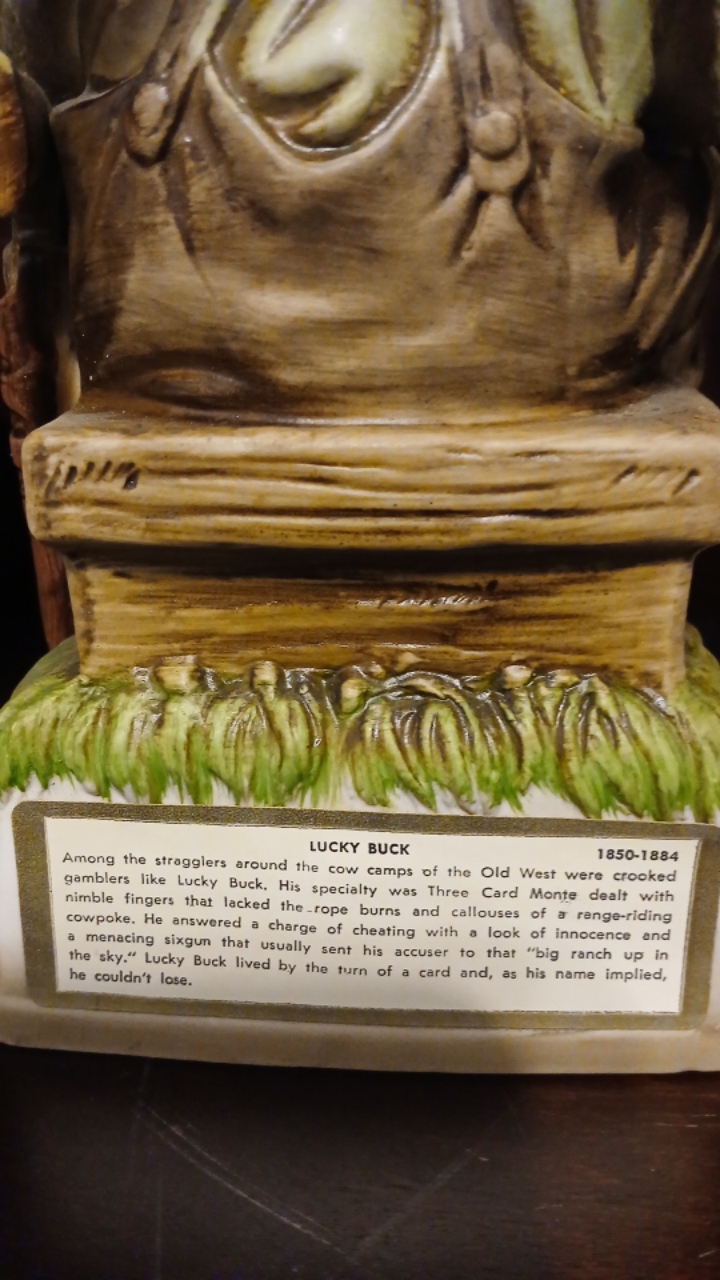 LUCKY BUCK 1850-1884
Among the stragglers around the cow camps of the Old West were crooked
gamblers like Lucky Buck. His specialty was Three Card Monte dealt with
nimble fingers that lacked the rope burns and callouses of a range-riding
cowpoke. He answered a charge of cheating with a look of innocence and
a menacing sixgun that usually sent his accuser to that "big ranch up in
the sky." Lucky Buck lived by the turn of a card and, as his name implied,
he couldn't lose.